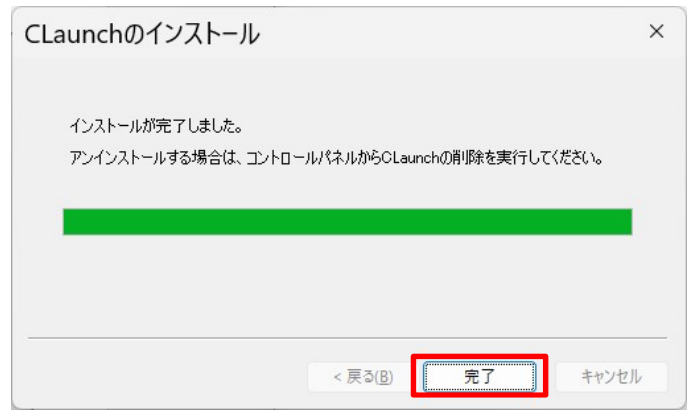 CLaunchのインストール
インストールが完了しました。
アンインストールする場合は、コントロールパネルからCLaunchの削除を実行してください。
< 戻る(B)
完了
キャンセル